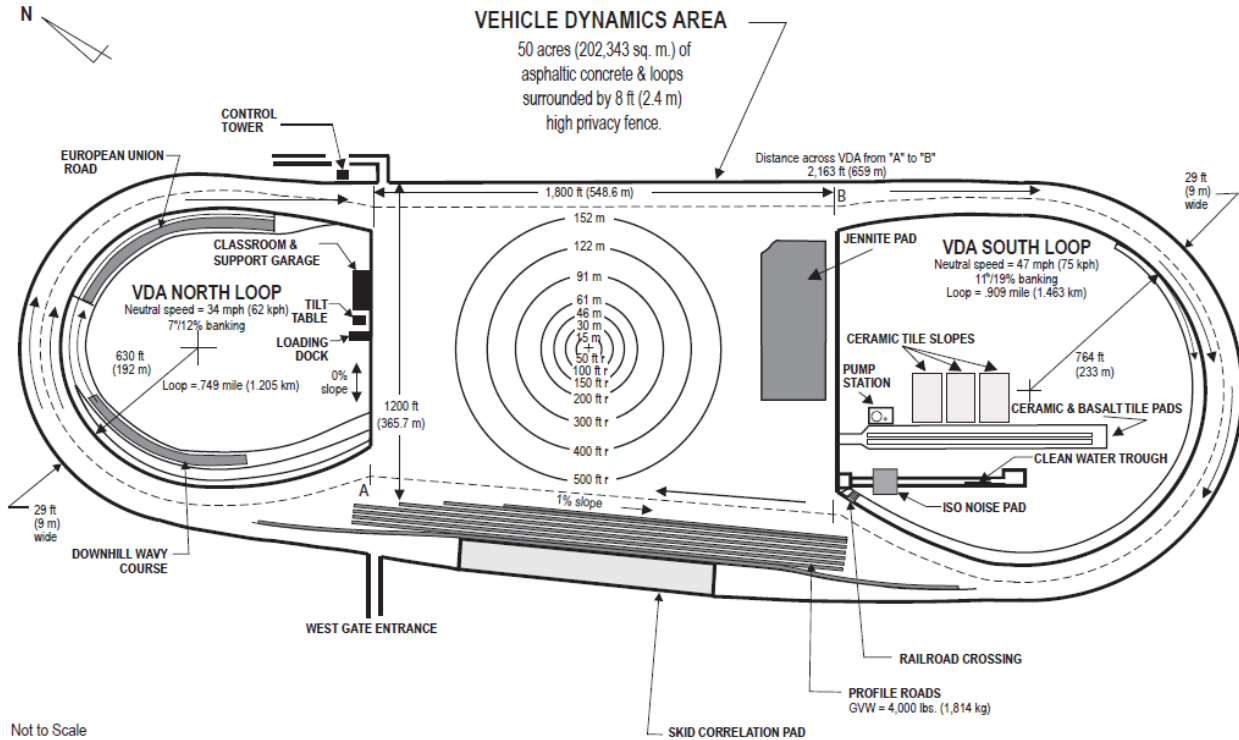 N
VEHICLE DYNAMICS AREA
50 acres (202,343 sq. m.) of
asphaltic concrete & loops
surrounded by 8 ft (2.4 m)
high privacy fence.
CONTROL
TOWER
EUROPEAN UNION
ROAD
Distance across VDA from "A" to "B"
2,163 ft (659 m)
29 ft
(9 m)
wide
1,800 ft (548.6 m)
B
152 m
122 m
91 m
61 m
46 m
30 m
15 m
50 ft r
100 ft r
150 ft r
200 ft r
300 ft r
400 ft r
500 ft r
JENNITE PAD
CLASSROOM &
SUPPORT GARAGE
VDA NORTH LOOP
Neutral speed = 34 mph (62 kph)
7°/12% banking
TILT
TABLE
LOADING
DOCK
630 ft
(192 m)
Loop =.749 mile (1.205 km)
0%
slope
1200 ft
(365.7 m)
VDA SOUTH LOOP
Neutral speed = 47 mph (75 kph)
11°/19% banking
Loop = .909 mile (1.463 km)
CERAMIC TILE SLOPES
764 ft
(233 m)
PUMP
STATION
CERAMIC & BASALT TILE PADS
CLEAN WATER TROUGH
ISO NOISE PAD
A
1% slope
29 ft
(9 m)
wide
DOWNHILL WAVY
COURSE
WEST GATE ENTRANCE
RAILROAD CROSSING
PROFILE ROADS
GVW = 4,000 lbs. (1,814 kg)
SKID CORRELATION PAD
Not to Scale